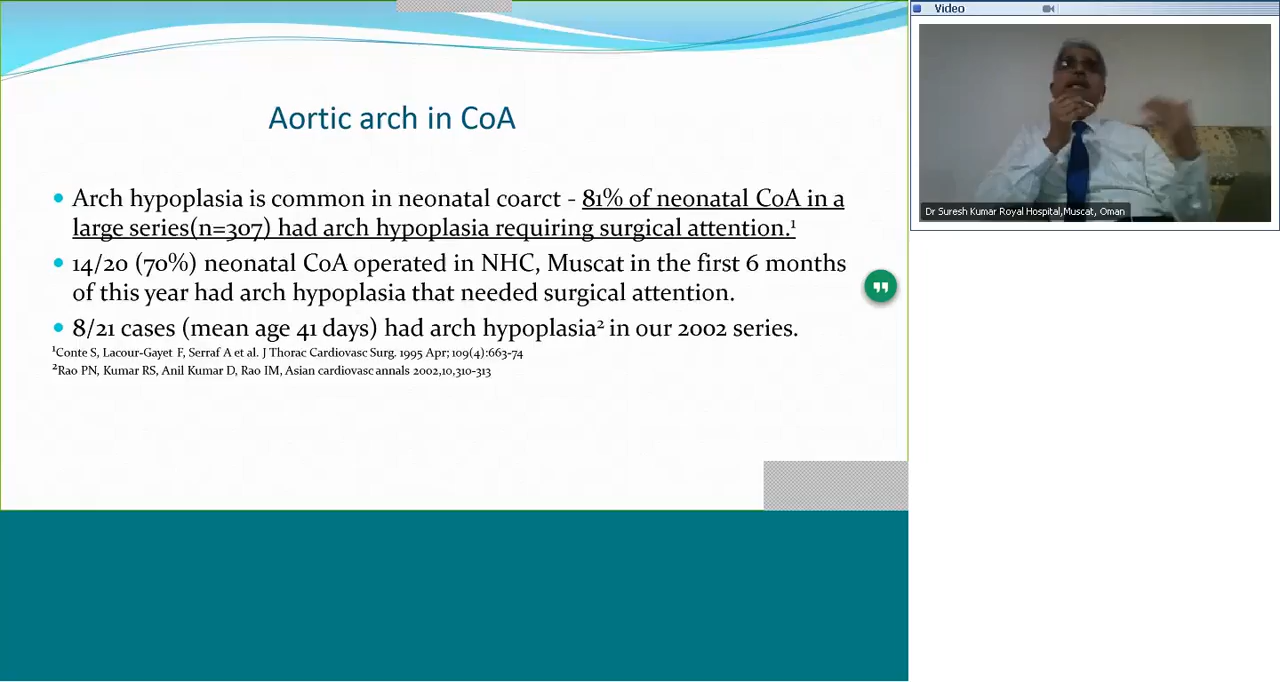 Aortic arch in CoA
Arch hypoplasia is common in neonatal coarct - 81% of neonatal CoA in a
large series(n=307) had arch hypoplasia requiring surgical attention.¹
14/20 (70%) neonatal CoA operated in NHC, Muscat in the first 6 months
of this year had arch hypoplasia that needed surgical attention.
8/21 cases (mean age 41 days) had arch hypoplasia² in our 2002 series.
¹Conte S, Lacour-Gayet F, Serraf A et al. J Thorac Cardiovasc Surg. 1995 Apr;109(4):663-74
²Rao PN, Kumar RS, Anil Kumar D, Rao IM, Asian cardiovasc annals 2002,10,310-313
Video
Dr Suresh Kumar Royal Hospital,Muscat, Oman